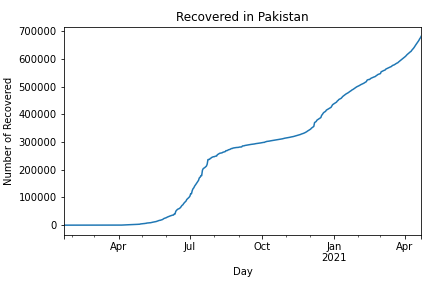 Recovered in Pakistan
Number of Recovered
700000
600000
500000
400000
300000
200000
100000
0
Apr
Jul
Oct
Jan
2021
Apr
Day